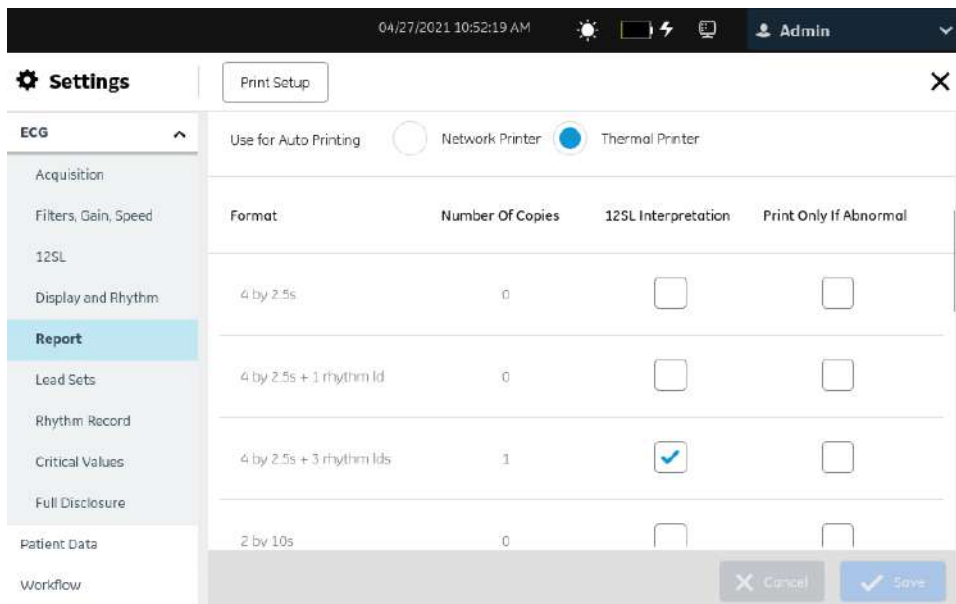 04/27/2021 10:52:19 AM
Admin
Settings
Print Setup
ECG
Use for Auto Printing Network Printer Thermal Printer
Acquisition
Filters, Gain, Speed
Format Number Of Copies 12SL Interpretation Print Only If Abnormal
12SL
Display and Rhythm
4 by 2.5s 0
Report
Lead Sets
4 by 2.5s + 1 rhythm ld 0
Rhythm Record
Critical Values
4 by 2.5s + 3 rhythm lds 1
Full Disclosure
Patient Data
2 by 10s 0
Workflow
Cancel Save